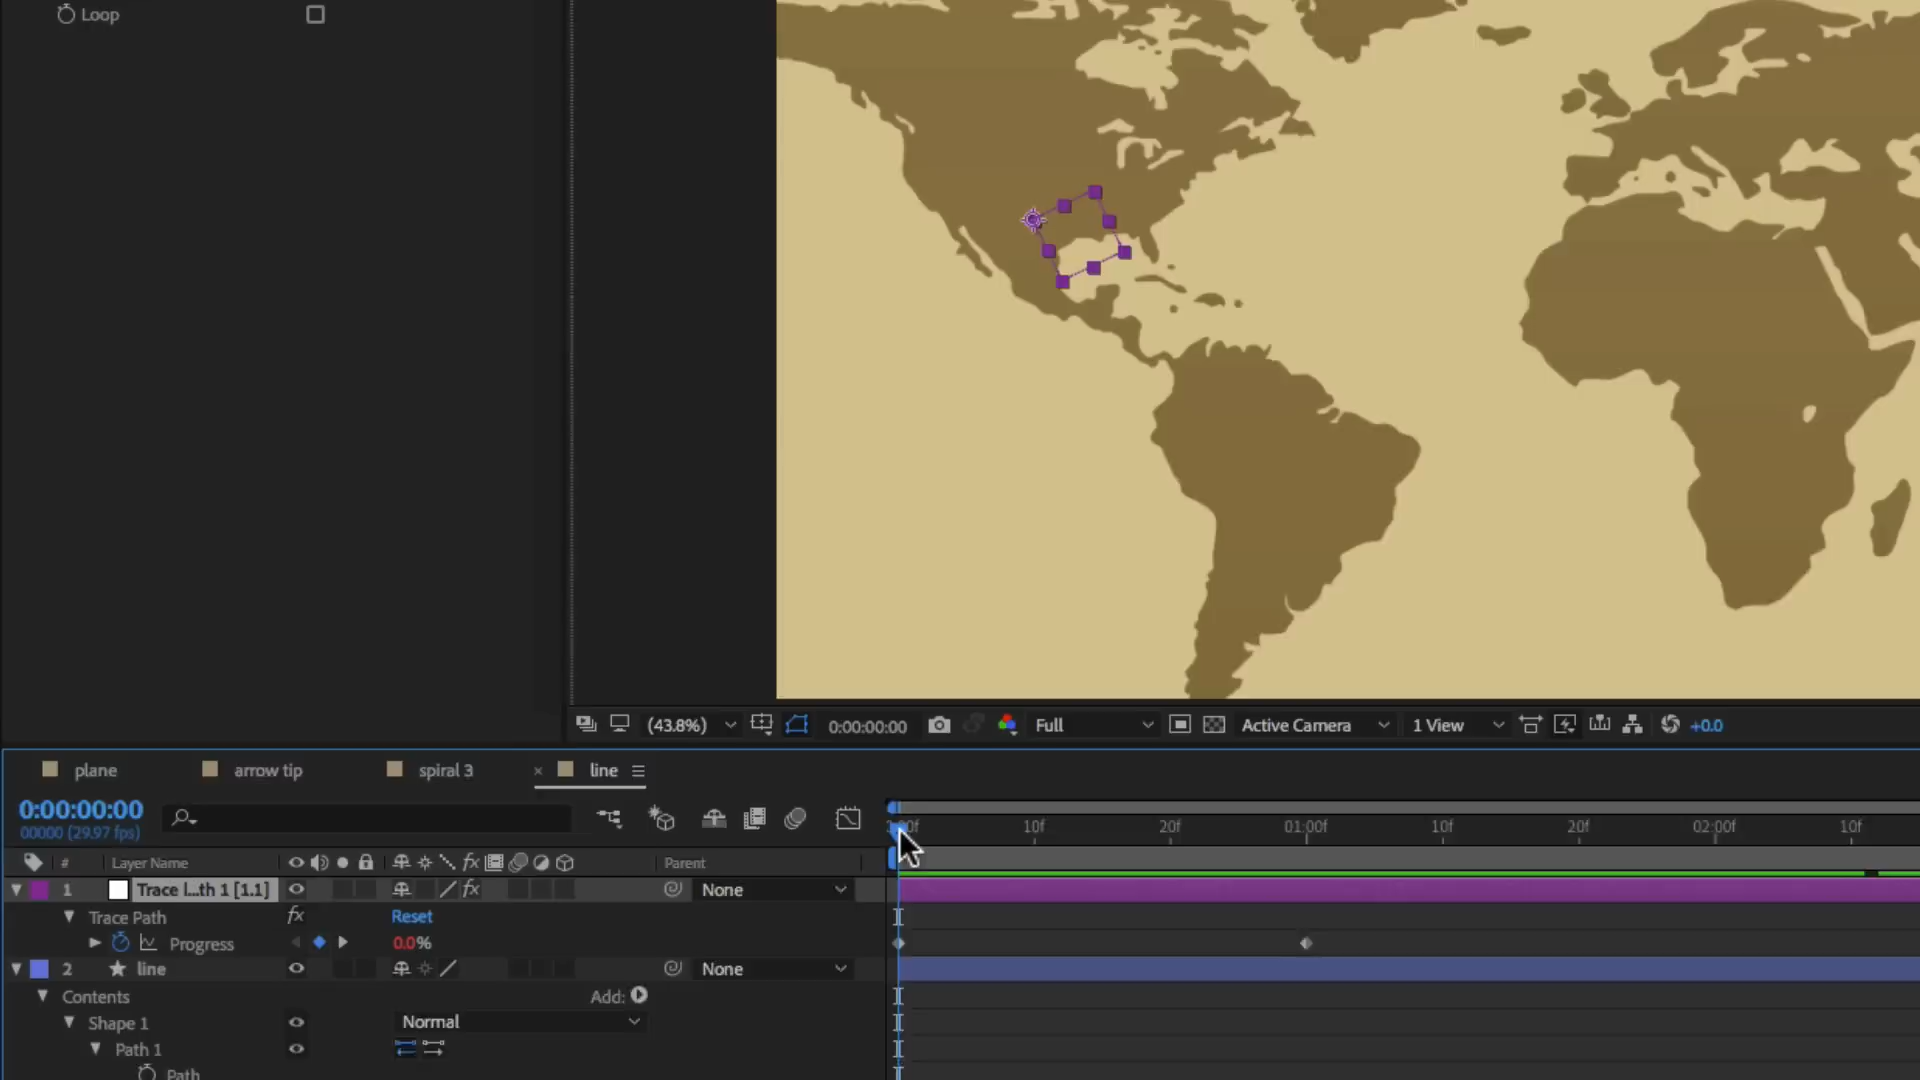 Loop
(43.8%)
0:00:00:00
Full
Active Camera
1 View
+0.0
plane
arrow tip
spiral 3
× line
0:00:00:00
00000 (29.97 fps)
10f
20f
01:00f
10f
20f
02:00f
10f
# Layer Name
Parent
1 Trace I...th 1 [1.1]
fx
None
Trace Path
fx
Reset
Progress
0.0%
2 line
None
Contents
Add:
Shape 1
Normal
Path 1
Path